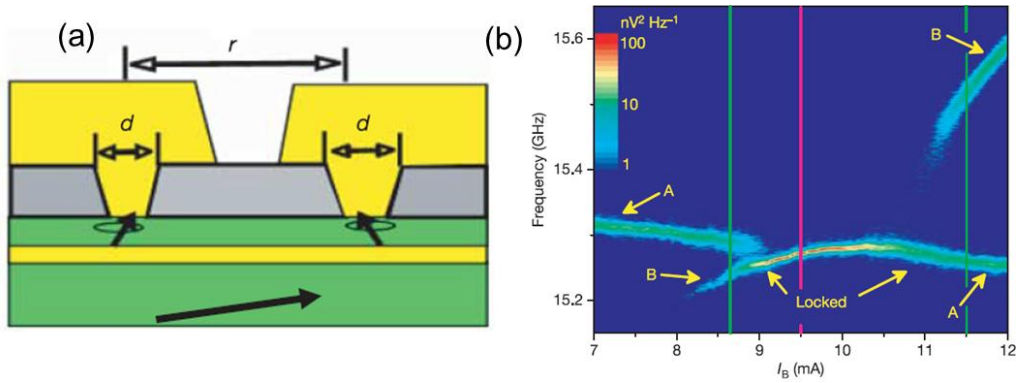 (a)
r
d
d
(b)
nV² Hz⁻¹
100
10
1
B
A
B
Locked
A
15.6
15.4
15.2
Frequency (GHz)
7
8
9
10
11
12
I_B (mA)